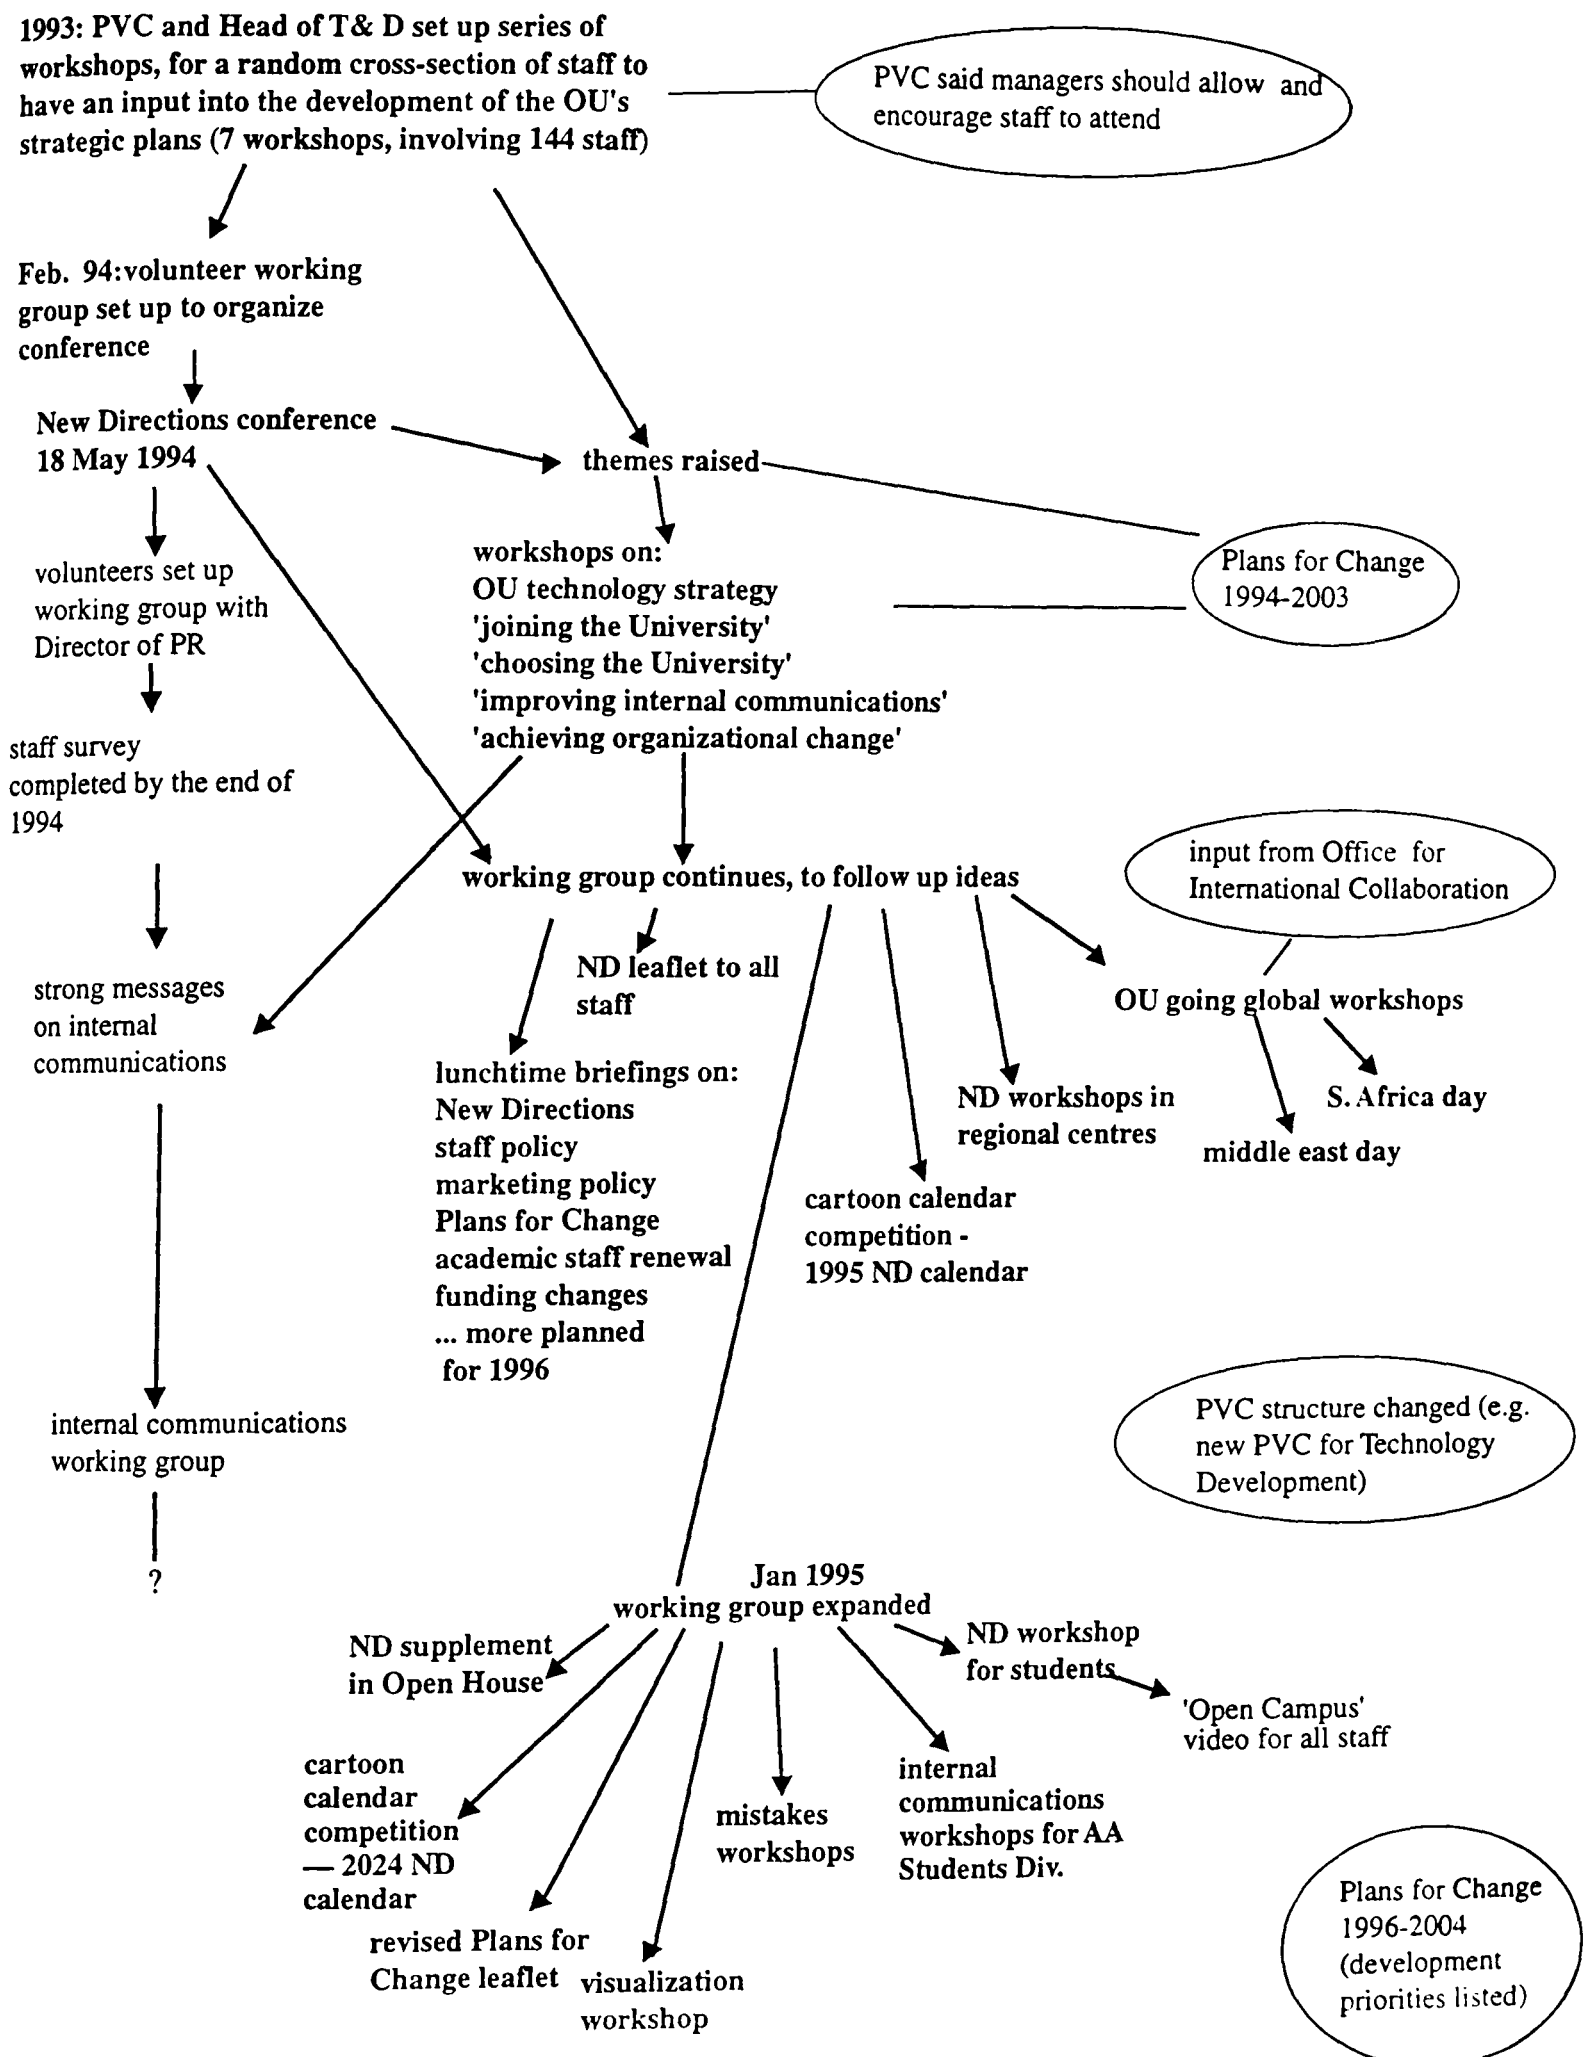 1993: PVC and Head of T& D set up series of
workshops, for a random cross-section of staff to
have an input into the development of the OU's
strategic plans (7 workshops, involving 144 staff)
PVC said managers should allow and
encourage staff to attend
Feb. 94:volunteer working
group set up to organize
conference
New Directions conference
18 May 1994
themes raised
Plans for Change
1994-2003
volunteers set up
working group with
Director of PR
workshops on:
OU technology strategy
'joining the University'
'choosing the University'
'improving internal communications'
'achieving organizational change'
staff survey
completed by the end of
1994
working group continues, to follow up ideas
input from Office for
International Collaboration
strong messages
on internal
communications
ND leaflet to all
staff
OU going global workshops
lunchtime briefings on:
New Directions
staff policy
marketing policy
Plans for Change
academic staff renewal
funding changes
... more planned
for 1996
cartoon calendar
competition -
1995 ND calendar
ND workshops in
regional centres
middle east day
S. Africa day
internal communications
working group
?
PVC structure changed (e.g.
new PVC for Technology
Development)
Jan 1995
working group expanded
ND supplement
in Open House
cartoon
calendar
competition
— 2024 ND
calendar
revised Plans for
Change leaflet
visualization
workshop
mistakes
workshops
internal
communications
workshops for AA
Students Div.
ND workshop
for students
'Open Campus'
video for all staff
Plans for Change
1996-2004
(development
priorities listed)